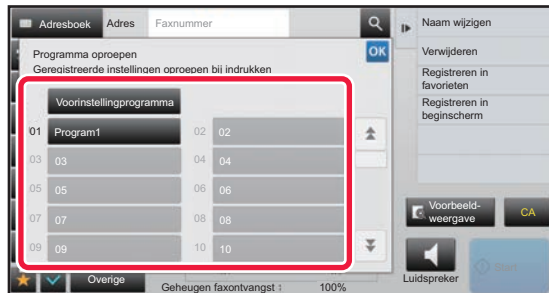 Adresboek
Adres
Faxnummer
Programma oproepen
OK
Geregistreerde instellingen oproepen bij indrukken
Voorinstellingprogramma
01 Program1
02 02
03 03
04 04
05 05
06 06
07 07
08 08
09 09
10 10
Overige
Geheugen faxontvangst : 100%
Naam wijzigen
Verwijderen
Registreren in
favorieten
Registreren in
beginscherm
Voorbeeld-
weergave
CA
Luidspreker
Start